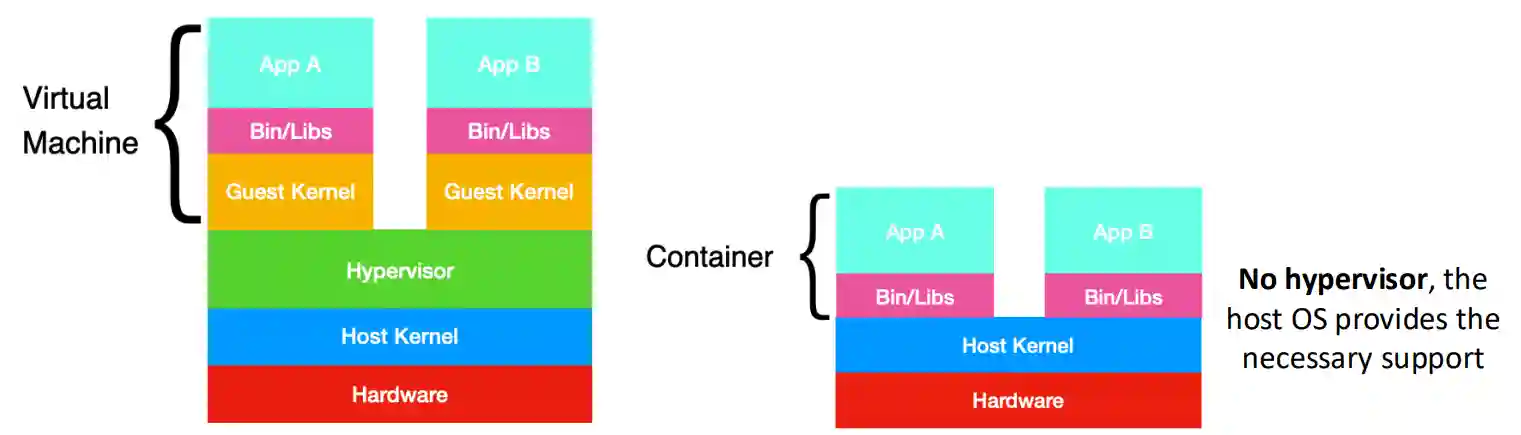 Virtual
Machine
App A
App B
Bin/Libs
Bin/Libs
Guest Kernel
Guest Kernel
Hypervisor
Host Kernel
Hardware
Container
App A
App B
Bin/Libs
Bin/Libs
Host Kernel
Hardware
No hypervisor, the
host OS provides the
necessary support